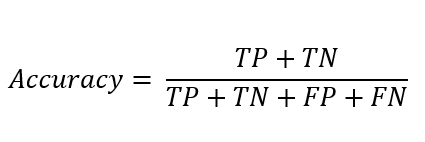 Accuracy = TP + TN / TP + TN + FP + FN